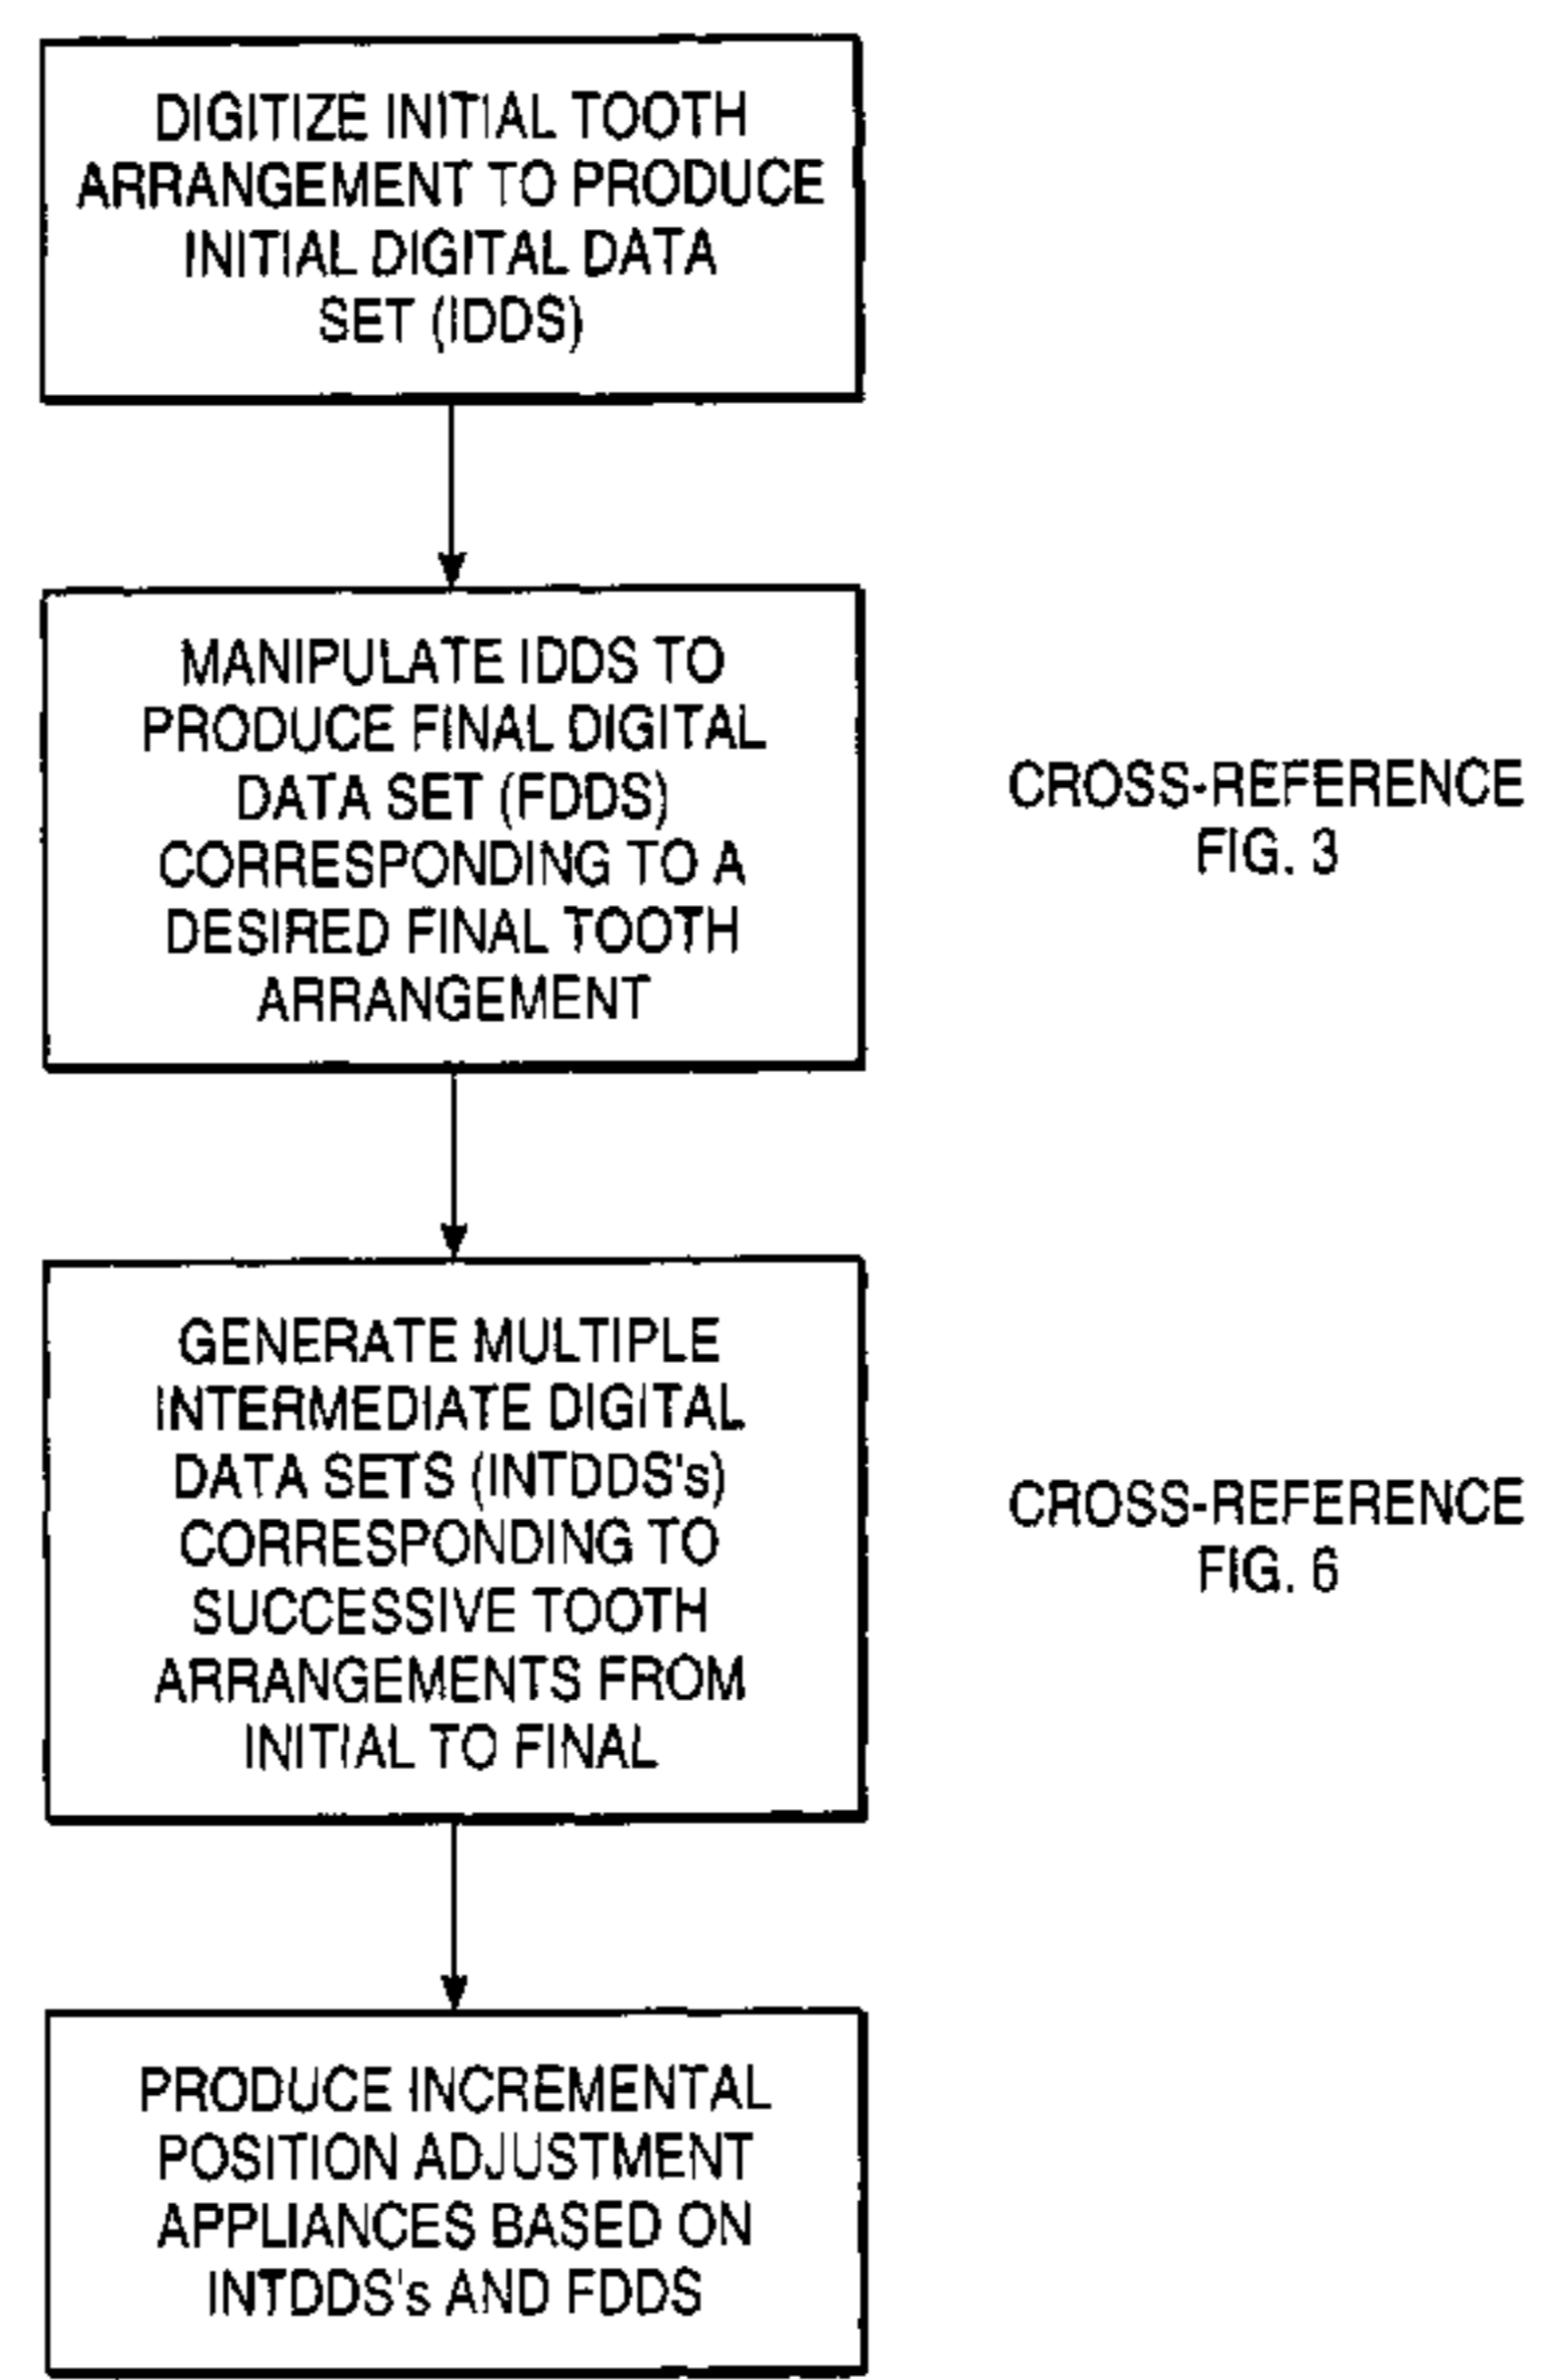 DIGITIZE INITIAL TOOTH
ARRANGEMENT TO PRODUCE
INITIAL DIGITAL DATA
SET (IDDS)
MANIPULATE IDDS TO
PRODUCE FINAL DIGITAL
DATA SET (FDDS)
CORRESPONDING TO A
DESIRED FINAL TOOTH
ARRANGEMENT
CROSS-REFERENCE
FIG. 3
GENERATE MULTIPLE
INTERMEDIATE DIGITAL
DATA SETS (INTDDS's)
CORRESPONDING TO
SUCCESSIVE TOOTH
ARRANGEMENTS FROM
INITIAL TO FINAL
CROSS-REFERENCE
FIG. 6
PRODUCE INCREMENTAL
POSITION ADJUSTMENT
APPLIANCES BASED ON
INTDDS's AND FDDS